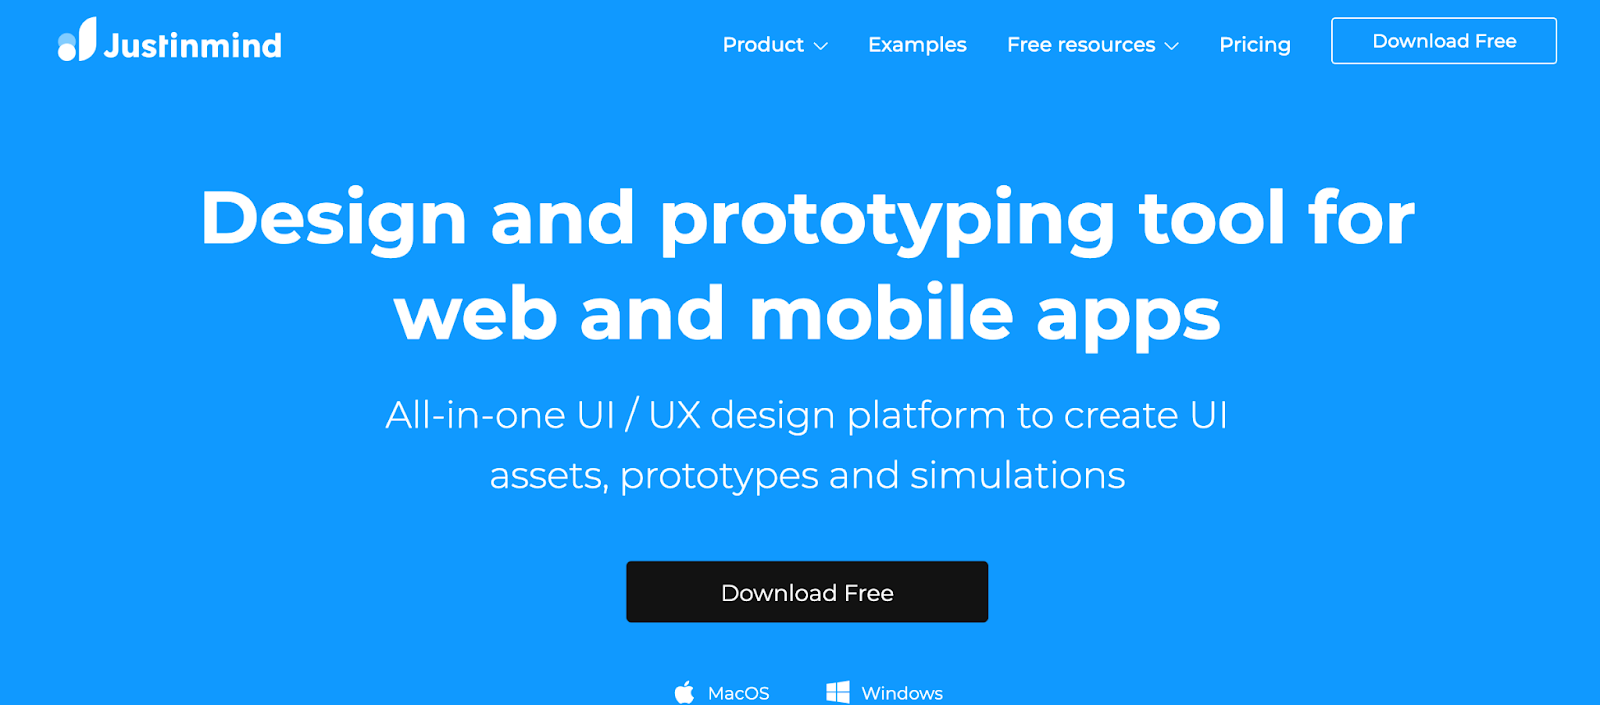 Justinmind
Product
Examples
Free resources
Pricing
Download Free
Design and prototyping tool for
web and mobile apps
All-in-one UI / UX design platform to create UI
assets, prototypes and simulations
Download Free
MacOS
Windows